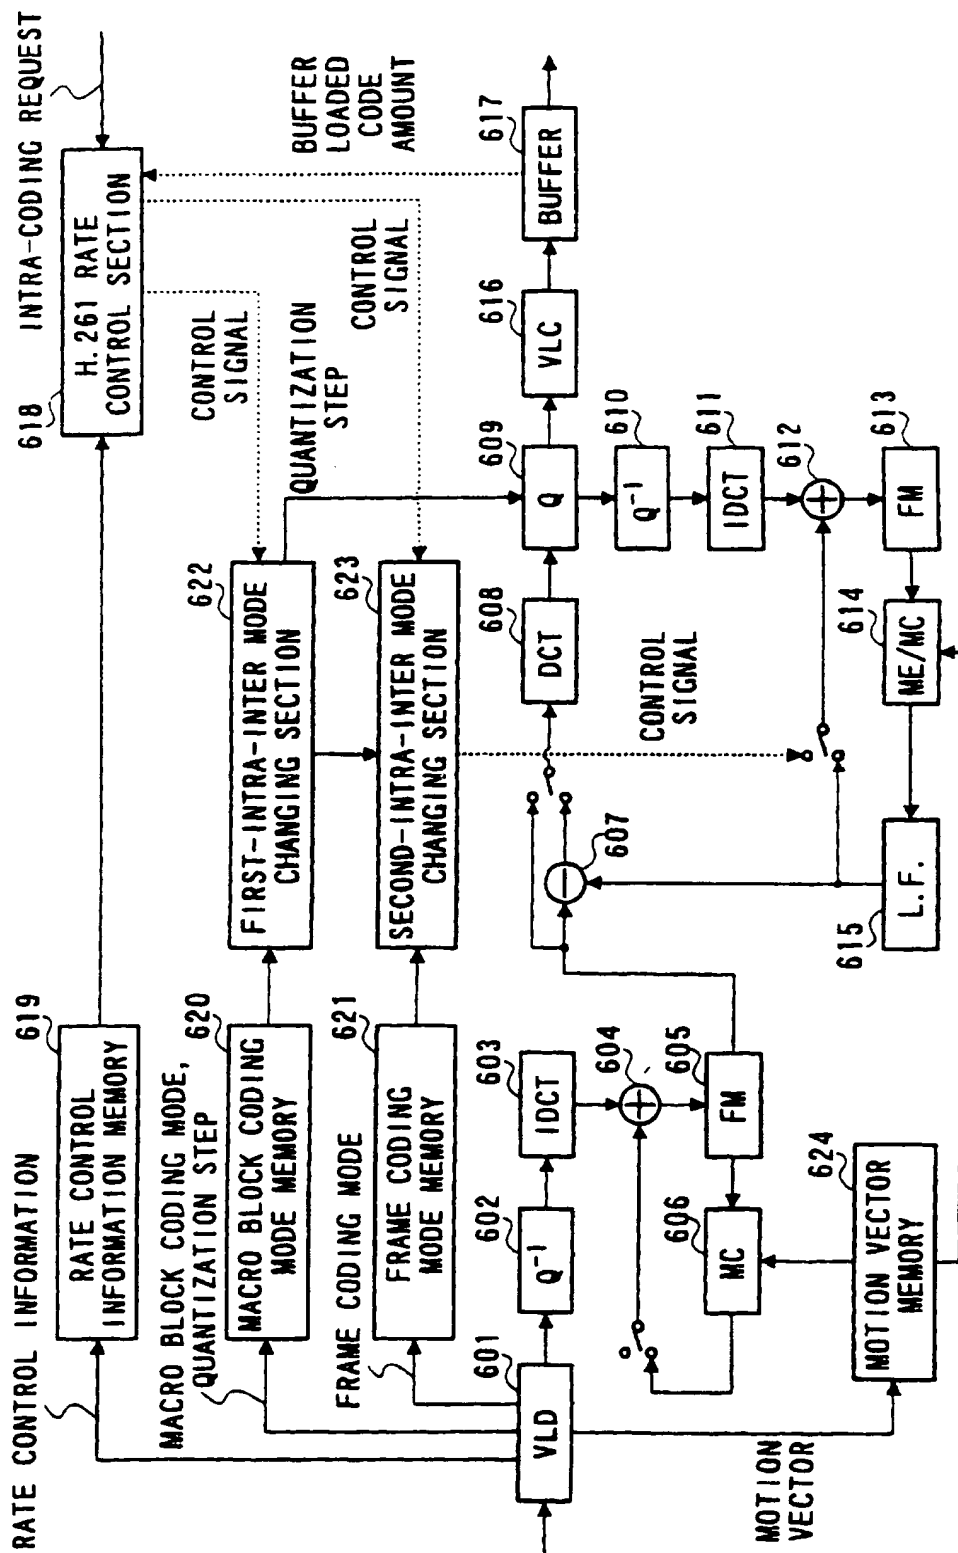 RATE CONTROL INFORMATION
INTRA-CODING REQUEST
619
RATE CONTROL
INFORMATION MEMORY
618
H.261 RATE
CONTROL SECTION
MACRO BLOCK CODING MODE,
QUANTIZATION STEP
620
MACRO BLOCK CODING
MODE MEMORY
622
FIRST-INTRA-INTER MODE
CHANGING SECTION
CONTROL
SIGNAL
QUANTIZATION
STEP
BUFFER
LOADED
CODE
AMOUNT
FRAME CODING MODE
621
FRAME CODING
MODE MEMORY
623
SECOND-INTRA-INTER MODE
CHANGING SECTION
CONTROL
SIGNAL
601
VLD
602
Q-1
603
IDCT
604
605
FM
606
MC
607
608
DCT
609
Q
616
VLC
617
BUFFER
610
Q-1
611
IDCT
612
613
FM
CONTROL
SIGNAL
614
ME/MC
615
L.F.
MOTION
VECTOR
624
MOTION VECTOR
MEMORY